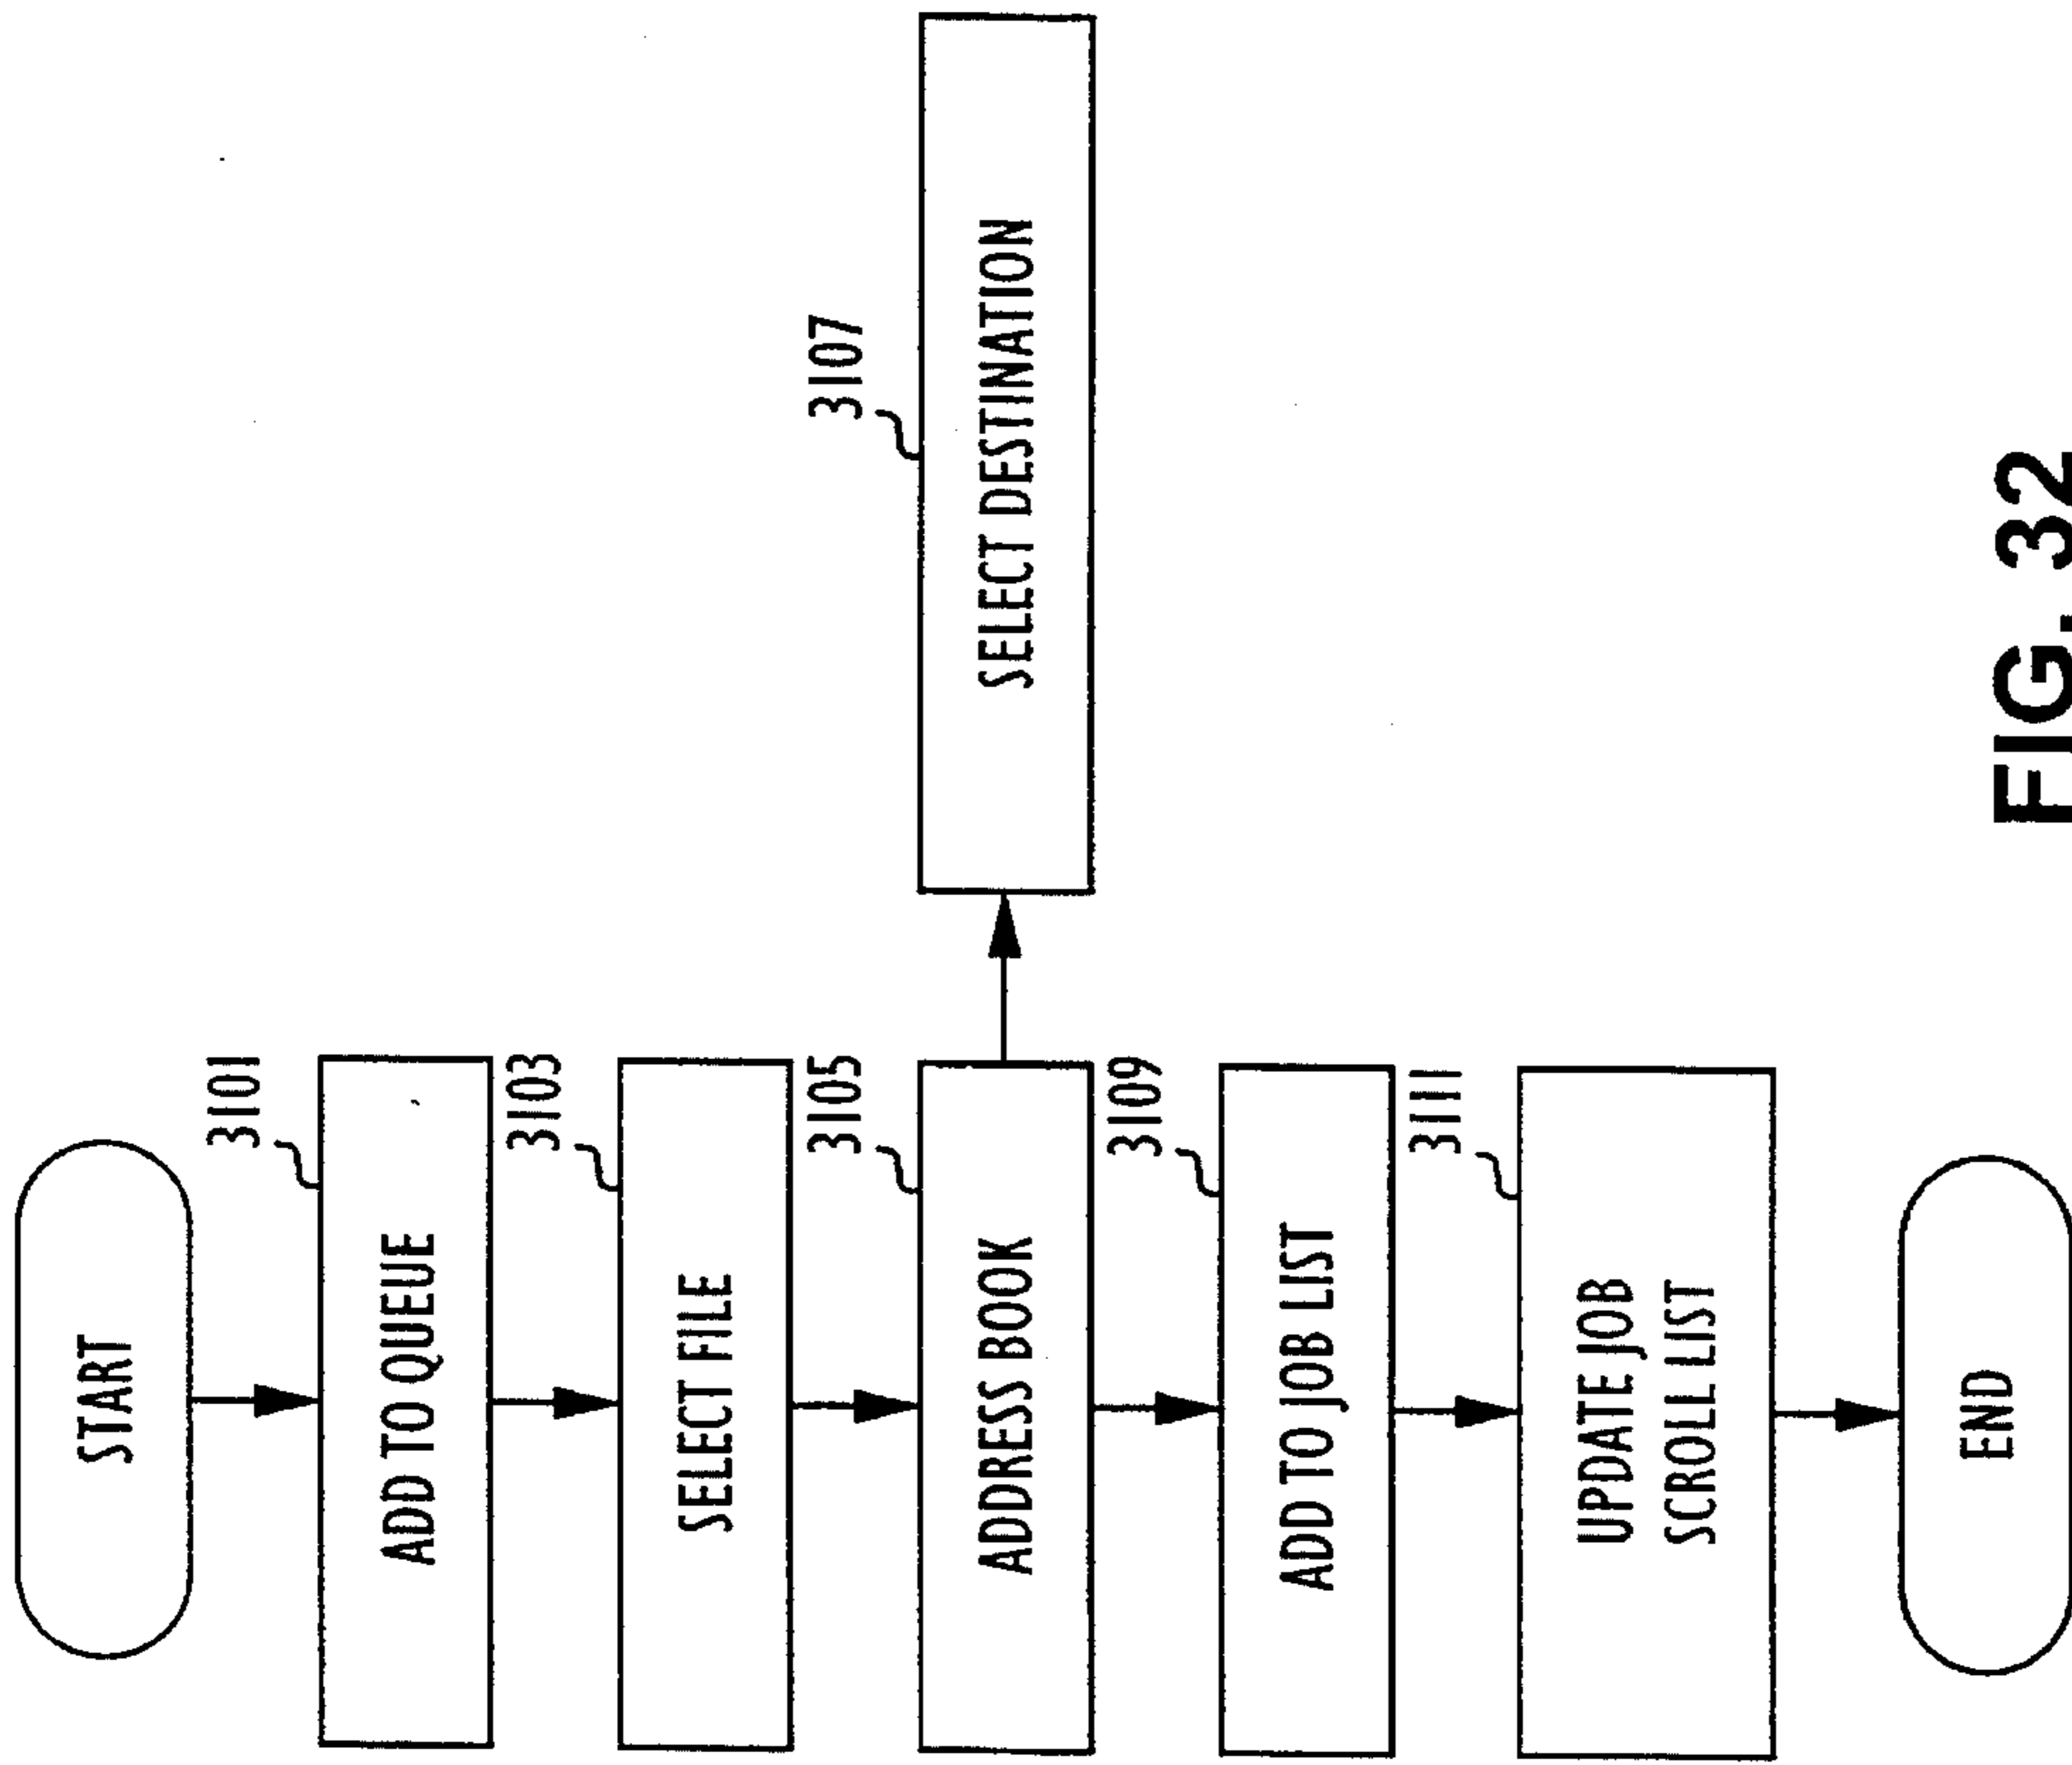 START
3101
ADD TO QUEUE
3103
SELECT FILE
3105
ADDRESS BOOK
3107
SELECT DESTINATION
3109
ADD TO JOB LIST
3111
UPDATE JOB
SCROLL LIST
END
FIG. 32